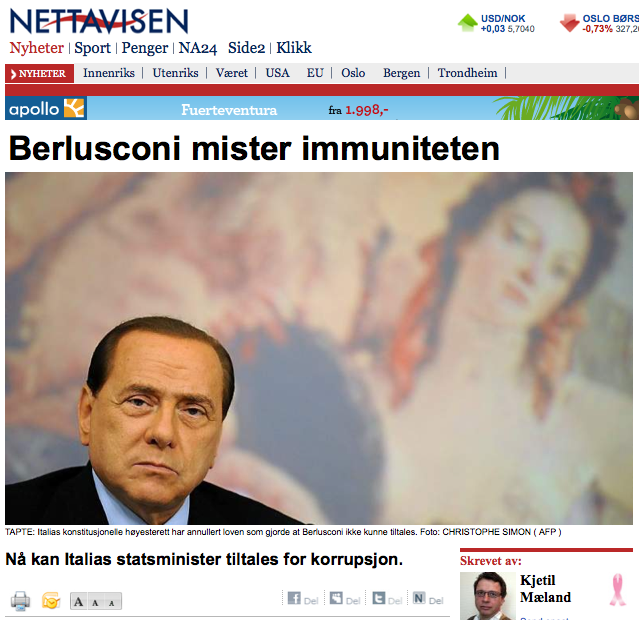 NETTAVISEN
USD/NOK
+0,03 5,7040
OSLO BØRS
-0,73% 327,2
Nyheter | Sport | Penger | NA24 Side2 | Klikk
NYHETER Innenriks | Utenriks | Været | USA EU | Oslo Bergen | Trondheim |
apollo Fuerteventura fra 1.998,-
Berlusconi mister immuniteten
TAPTE: Italias konstitusjonelle høyesterett har annullert loven som gjorde at Berlusconi ikke kunne tiltales. Foto: CHRISTOPHE SIMON ( AFP )
Nå kan Italias statsminister tiltales for korrupsjon.
Skrevet av:
Kjetil
Mæland
A A A
Del Del Del N Del